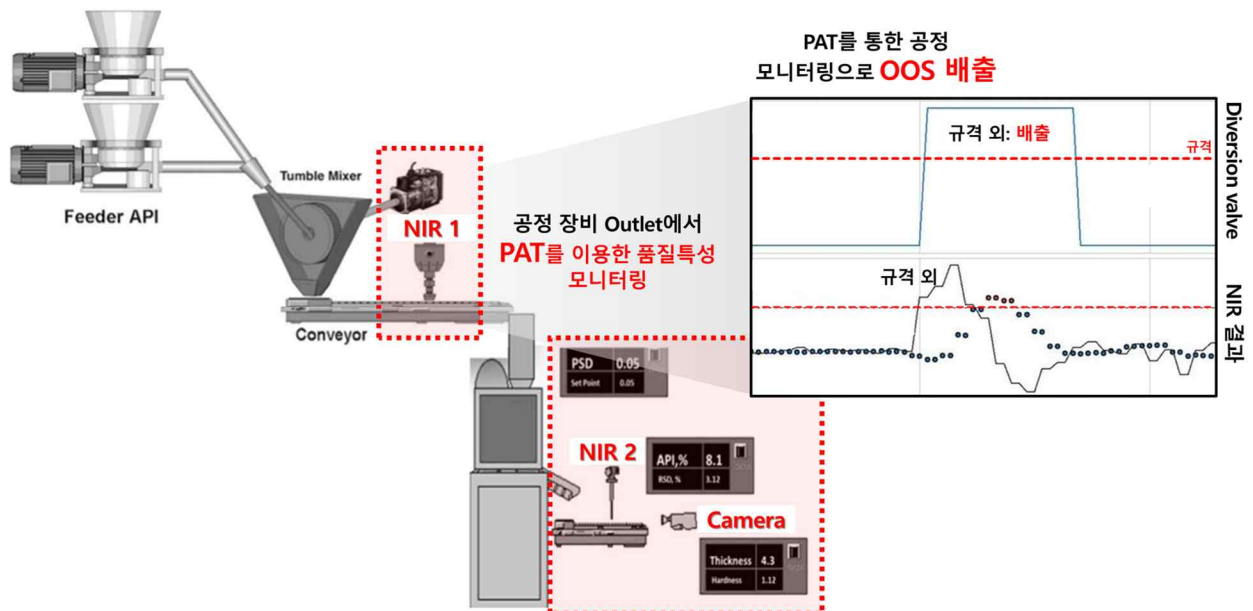 PAT를 통한 공정
모니터링으로 OOS 배출
Feeder API
Tumble Mixer
NIR 1
Conveyor
공정 장비 Outlet에서
PAT를 이용한 품질특성
모니터링
규격 외: 배출
규격
Diversion valve
규격 외
NIR 결과
PSD 0.05
Set Point 0.05
NIR 2
API,% 8.1
RSD, % 3.12
Camera
Thickness 4.3
Hardness 1.12